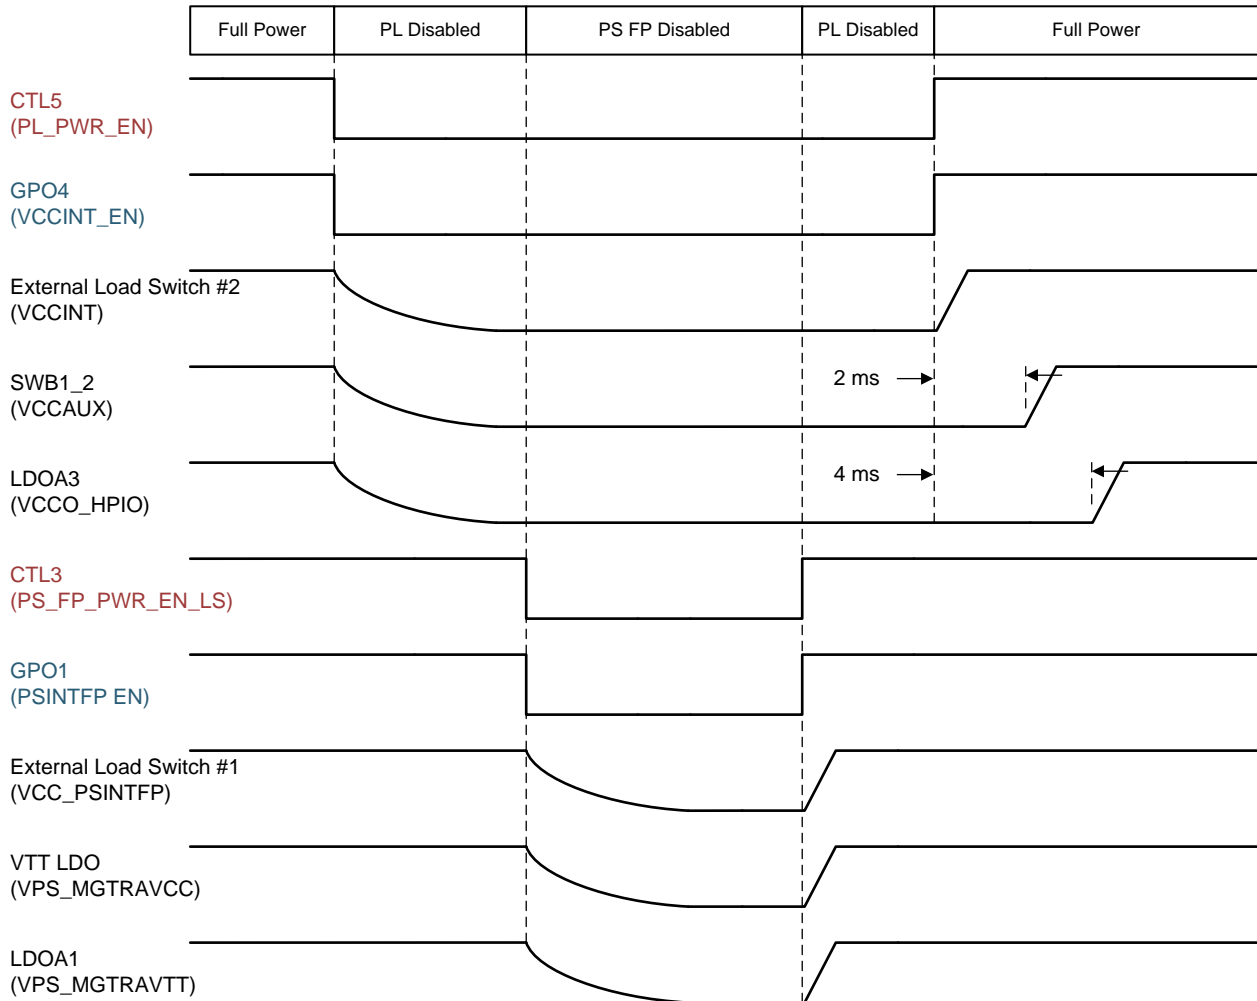 Full Power PL Disabled PS FP Disabled PL Disabled Full Power
CTL5
(PL_PWR_EN)
GPO4
(VCCINT_EN)
External Load Switch #2
(VCCINT)
SWB1_2
(VCCAUX)
2 ms
LDOA3
(VCCO_HPIO)
4 ms
CTL3
(PS_FP_PWR_EN_LS)
GPO1
(PSINTFP EN)
External Load Switch #1
(VCC_PSINTFP)
VTT LDO
(VPS_MGTRAVCC)
LDOA1
(VPS_MGTRAVTT)